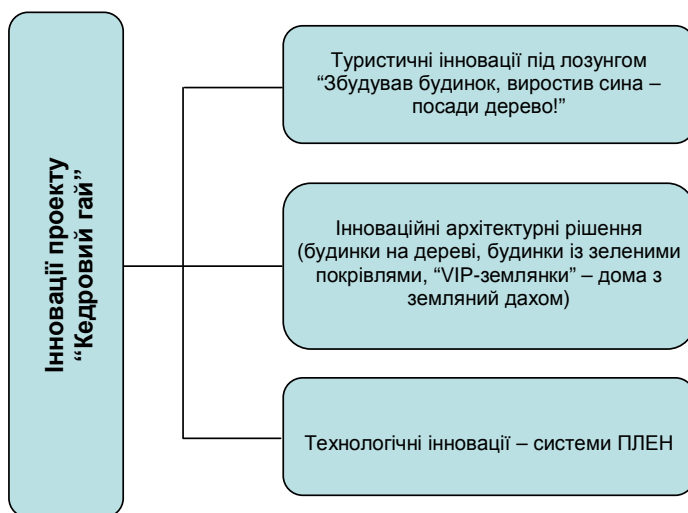 Інновації проекту
“Кедровий гай”
Туристичні інновації під лозунгом
“Збудував будинок, виростив сина –
посади дерево!”
Інноваційні архітектурні рішення
(будинки на дереві, будинки із зеленими
покрівлями, “VIP-землянки” – дома з
земляний дахом)
Технологічні інновації – системи ПЛЕН